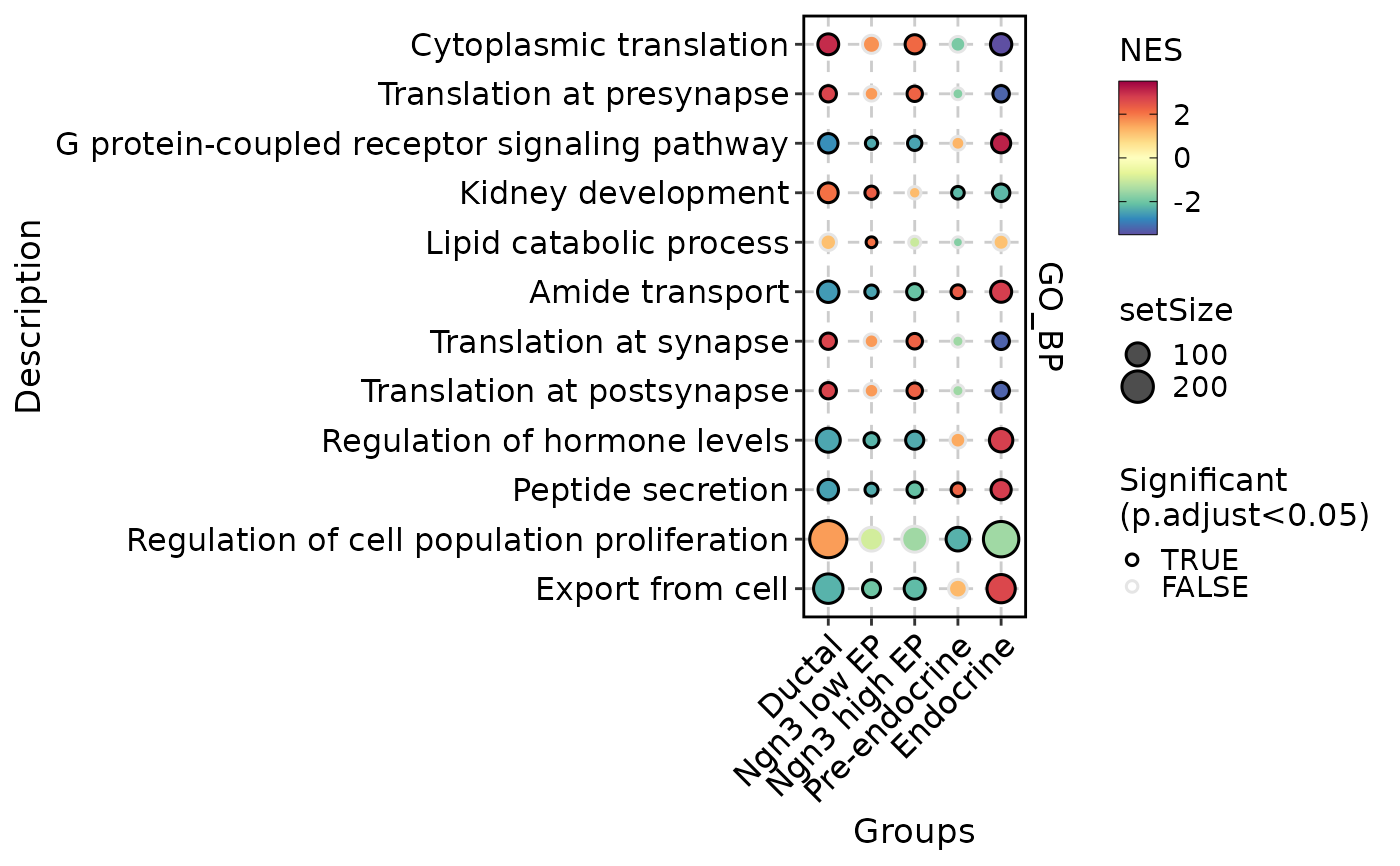 Description
Cytoplasmic translation
Translation at presynapse
G protein-coupled receptor signaling pathway
Kidney development
Lipid catabolic process
Amide transport
Translation at synapse
Translation at postsynapse
Regulation of hormone levels
Peptide secretion
Regulation of cell population proliferation
Export from cell
GO_BP
Ductal
Ngn3 low EP
Ngn3 high EP
Pre-endocrine
Endocrine
Groups
NES
2
0
-2
setSize
100
200
Significant
(p.adjust<0.05)
TRUE
FALSE